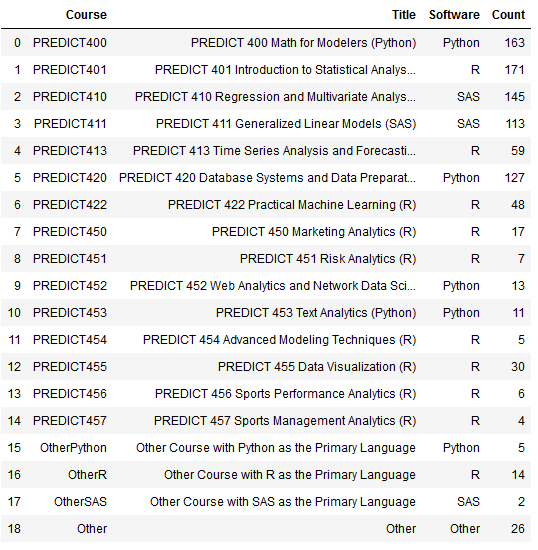 Course Title Software Count
0 PREDICT400 PREDICT 400 Math for Modelers (Python) Python 163
1 PREDICT401 PREDICT 401 Introduction to Statistical Analys... R 171
2 PREDICT410 PREDICT 410 Regression and Multivariate Analys... SAS 145
3 PREDICT411 PREDICT 411 Generalized Linear Models (SAS) SAS 113
4 PREDICT413 PREDICT 413 Time Series Analysis and Forecasti... R 59
5 PREDICT420 PREDICT 420 Database Systems and Data Preparat... Python 127
6 PREDICT422 PREDICT 422 Practical Machine Learning (R) R 48
7 PREDICT450 PREDICT 450 Marketing Analytics (R) R 17
8 PREDICT451 PREDICT 451 Risk Analytics (R) R 7
9 PREDICT452 PREDICT 452 Web Analytics and Network Data Sci... Python 13
10 PREDICT453 PREDICT 453 Text Analytics (Python) Python 11
11 PREDICT454 PREDICT 454 Advanced Modeling Techniques (R) R 5
12 PREDICT455 PREDICT 455 Data Visualization (R) R 30
13 PREDICT456 PREDICT 456 Sports Performance Analytics (R) R 6
14 PREDICT457 PREDICT 457 Sports Management Analytics (R) R 4
15 OtherPython Other Course with Python as the Primary Language Python 5
16 OtherR Other Course with R as the Primary Language R 14
17 OtherSAS Other Course with SAS as the Primary Language SAS 2
18 Other Other Other 26